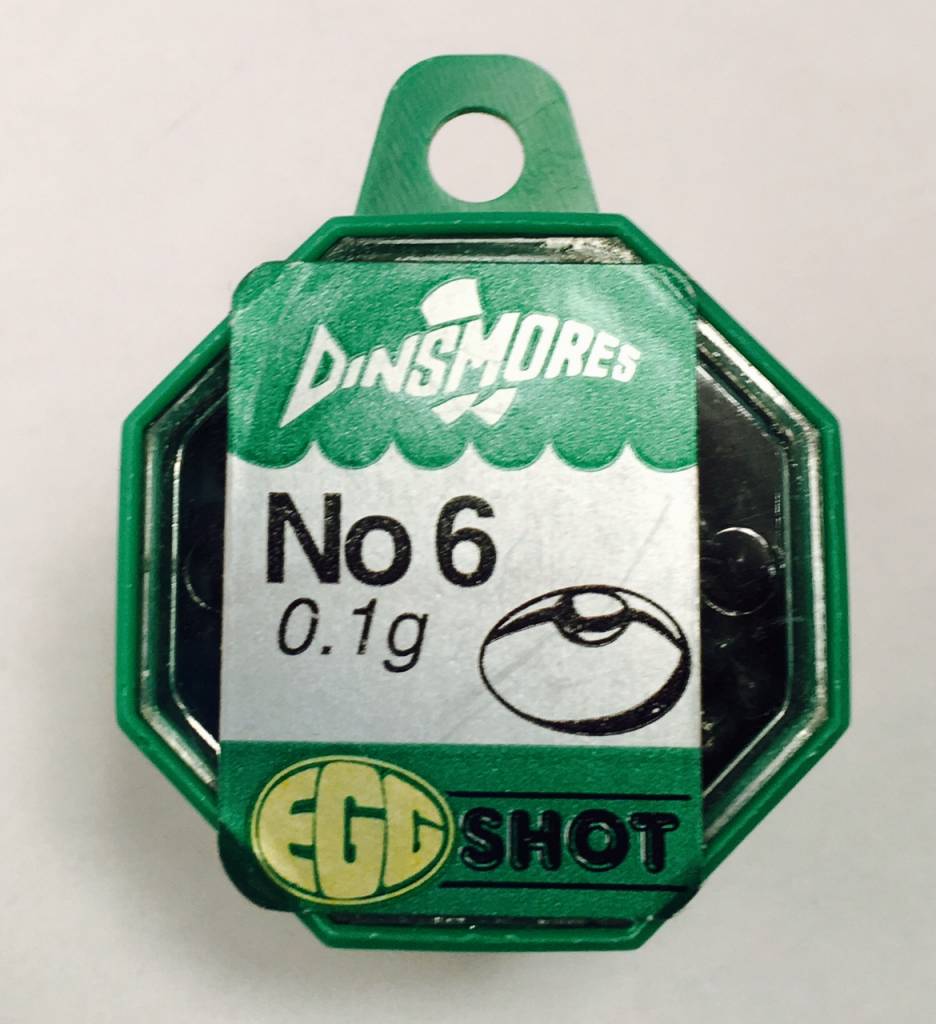 DINSMORES
No 6
0.1g
EGG SHOT